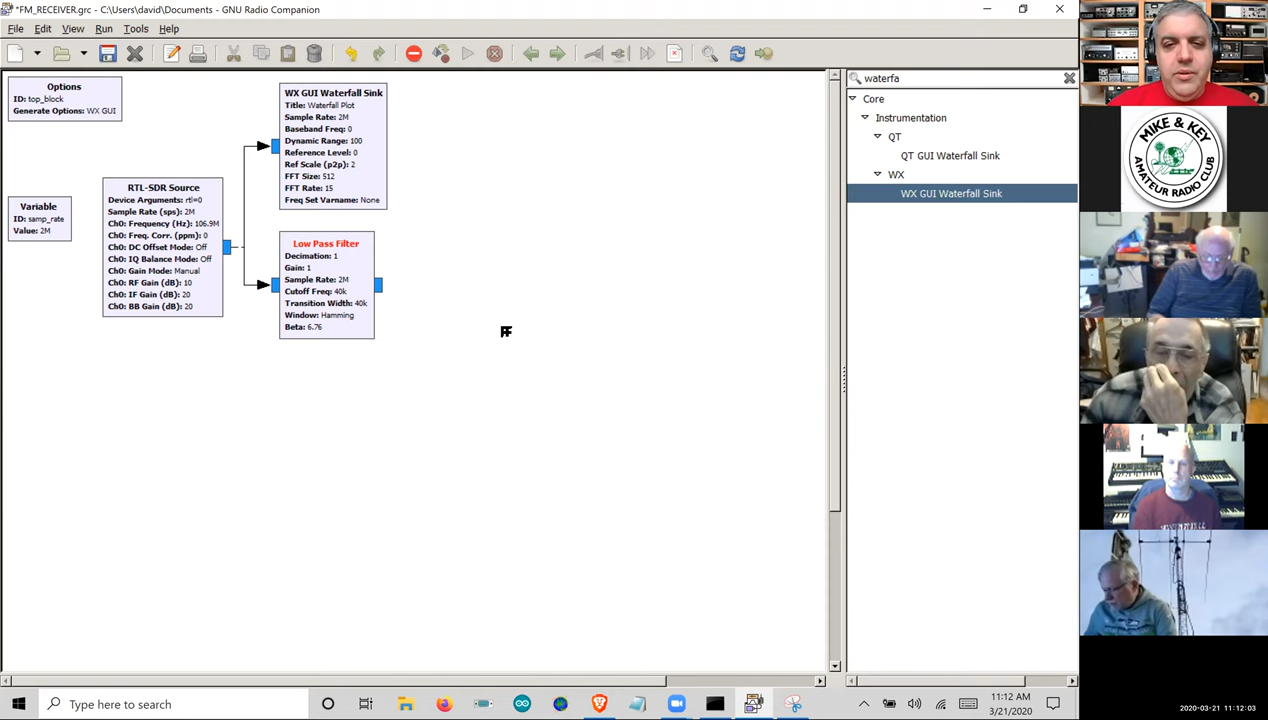 *FM_RECEIVER.grc - C:\Users\david\Documents - GNU Radio Companion
File Edit View Run Tools Help
Options
ID: top_block
Generate Options: WX GUI
Variable
ID: samp_rate
Value: 2M
RTL-SDR Source
Device Arguments: rtl=0
Sample Rate (sps): 2M
Ch0: Frequency (Hz): 106.9M
Ch0: Freq. Corr. (ppm): 0
Ch0: DC Offset Mode: Off
Ch0: IQ Balance Mode: Off
Ch0: Gain Mode: Manual
Ch0: RF Gain (dB): 10
Ch0: IF Gain (dB): 20
Ch0: BB Gain (dB): 20
WX GUI Waterfall Sink
Title: Waterfall Plot
Sample Rate: 2M
Baseband Freq: 0
Dynamic Range: 100
Reference Level: 0
Ref Scale (p2p): 2
FFT Size: 512
FFT Rate: 15
Freq Set Varname: None
Low Pass Filter
Decimation: 1
Gain: 1
Sample Rate: 2M
Cutoff Freq: 40k
Transition Width: 40k
Window: Hamming
Beta: 6.76
waterfa
Core
Instrumentation
QT
QT GUI Waterfall Sink
WX
WX GUI Waterfall Sink
MIKE & KEY
AMATEUR RADIO CLUB
Type here to search
11:12 AM
3/21/2020
2020-03-21 11:12:03